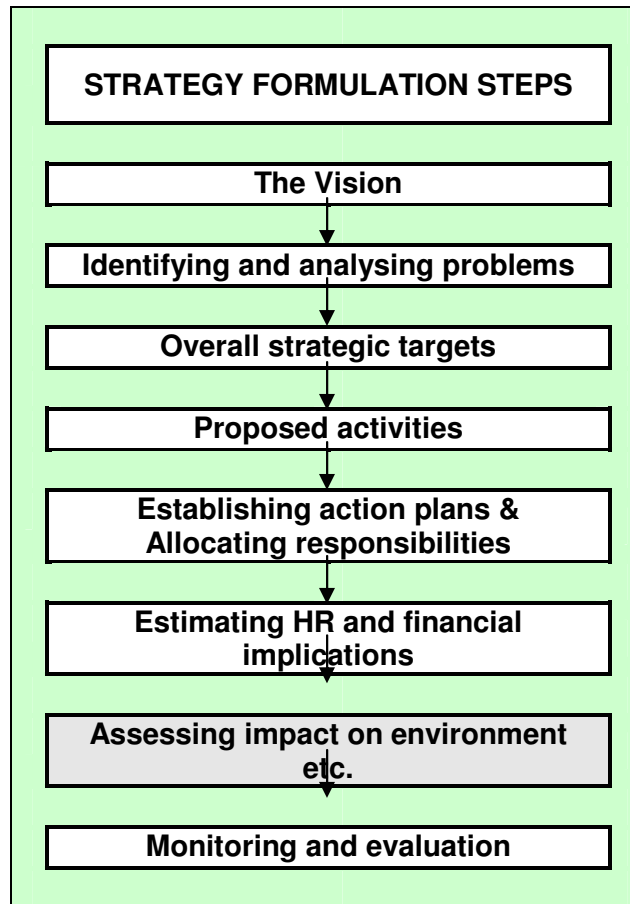 STRATEGY FORMULATION STEPS
The Vision
Identifying and analysing problems
Overall strategic targets
Proposed activities
Establishing action plans &
Allocating responsibilities
Estimating HR and financial
implications
Assessing impact on environment
etc.
Monitoring and evaluation